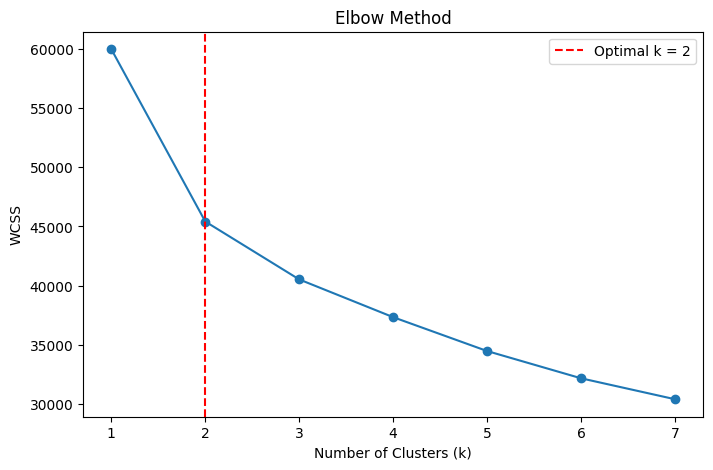 Elbow Method
Optimal k = 2
WCSS
60000
55000
50000
45000
40000
35000
30000
1 2 3 4 5 6 7
Number of Clusters (k)